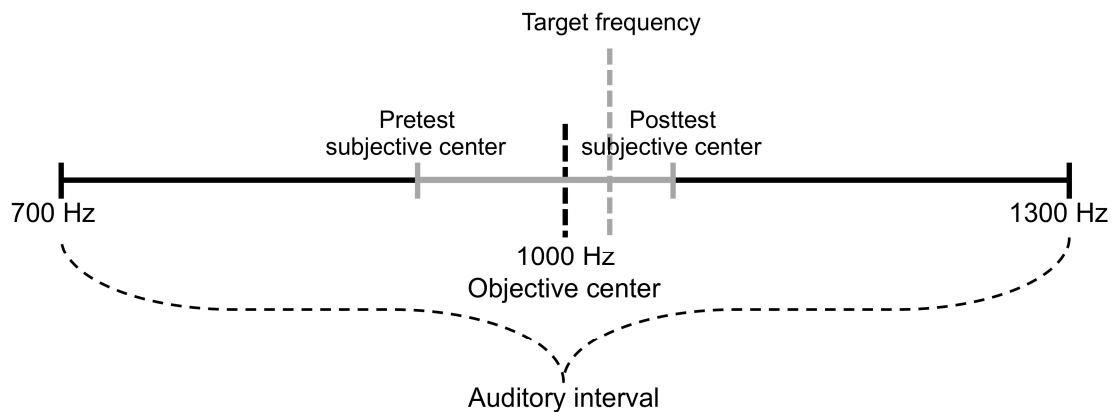 Target frequency
Pretest
subjective center
Posttest
subjective center
700 Hz
1300 Hz
1000 Hz
Objective center
Auditory interval